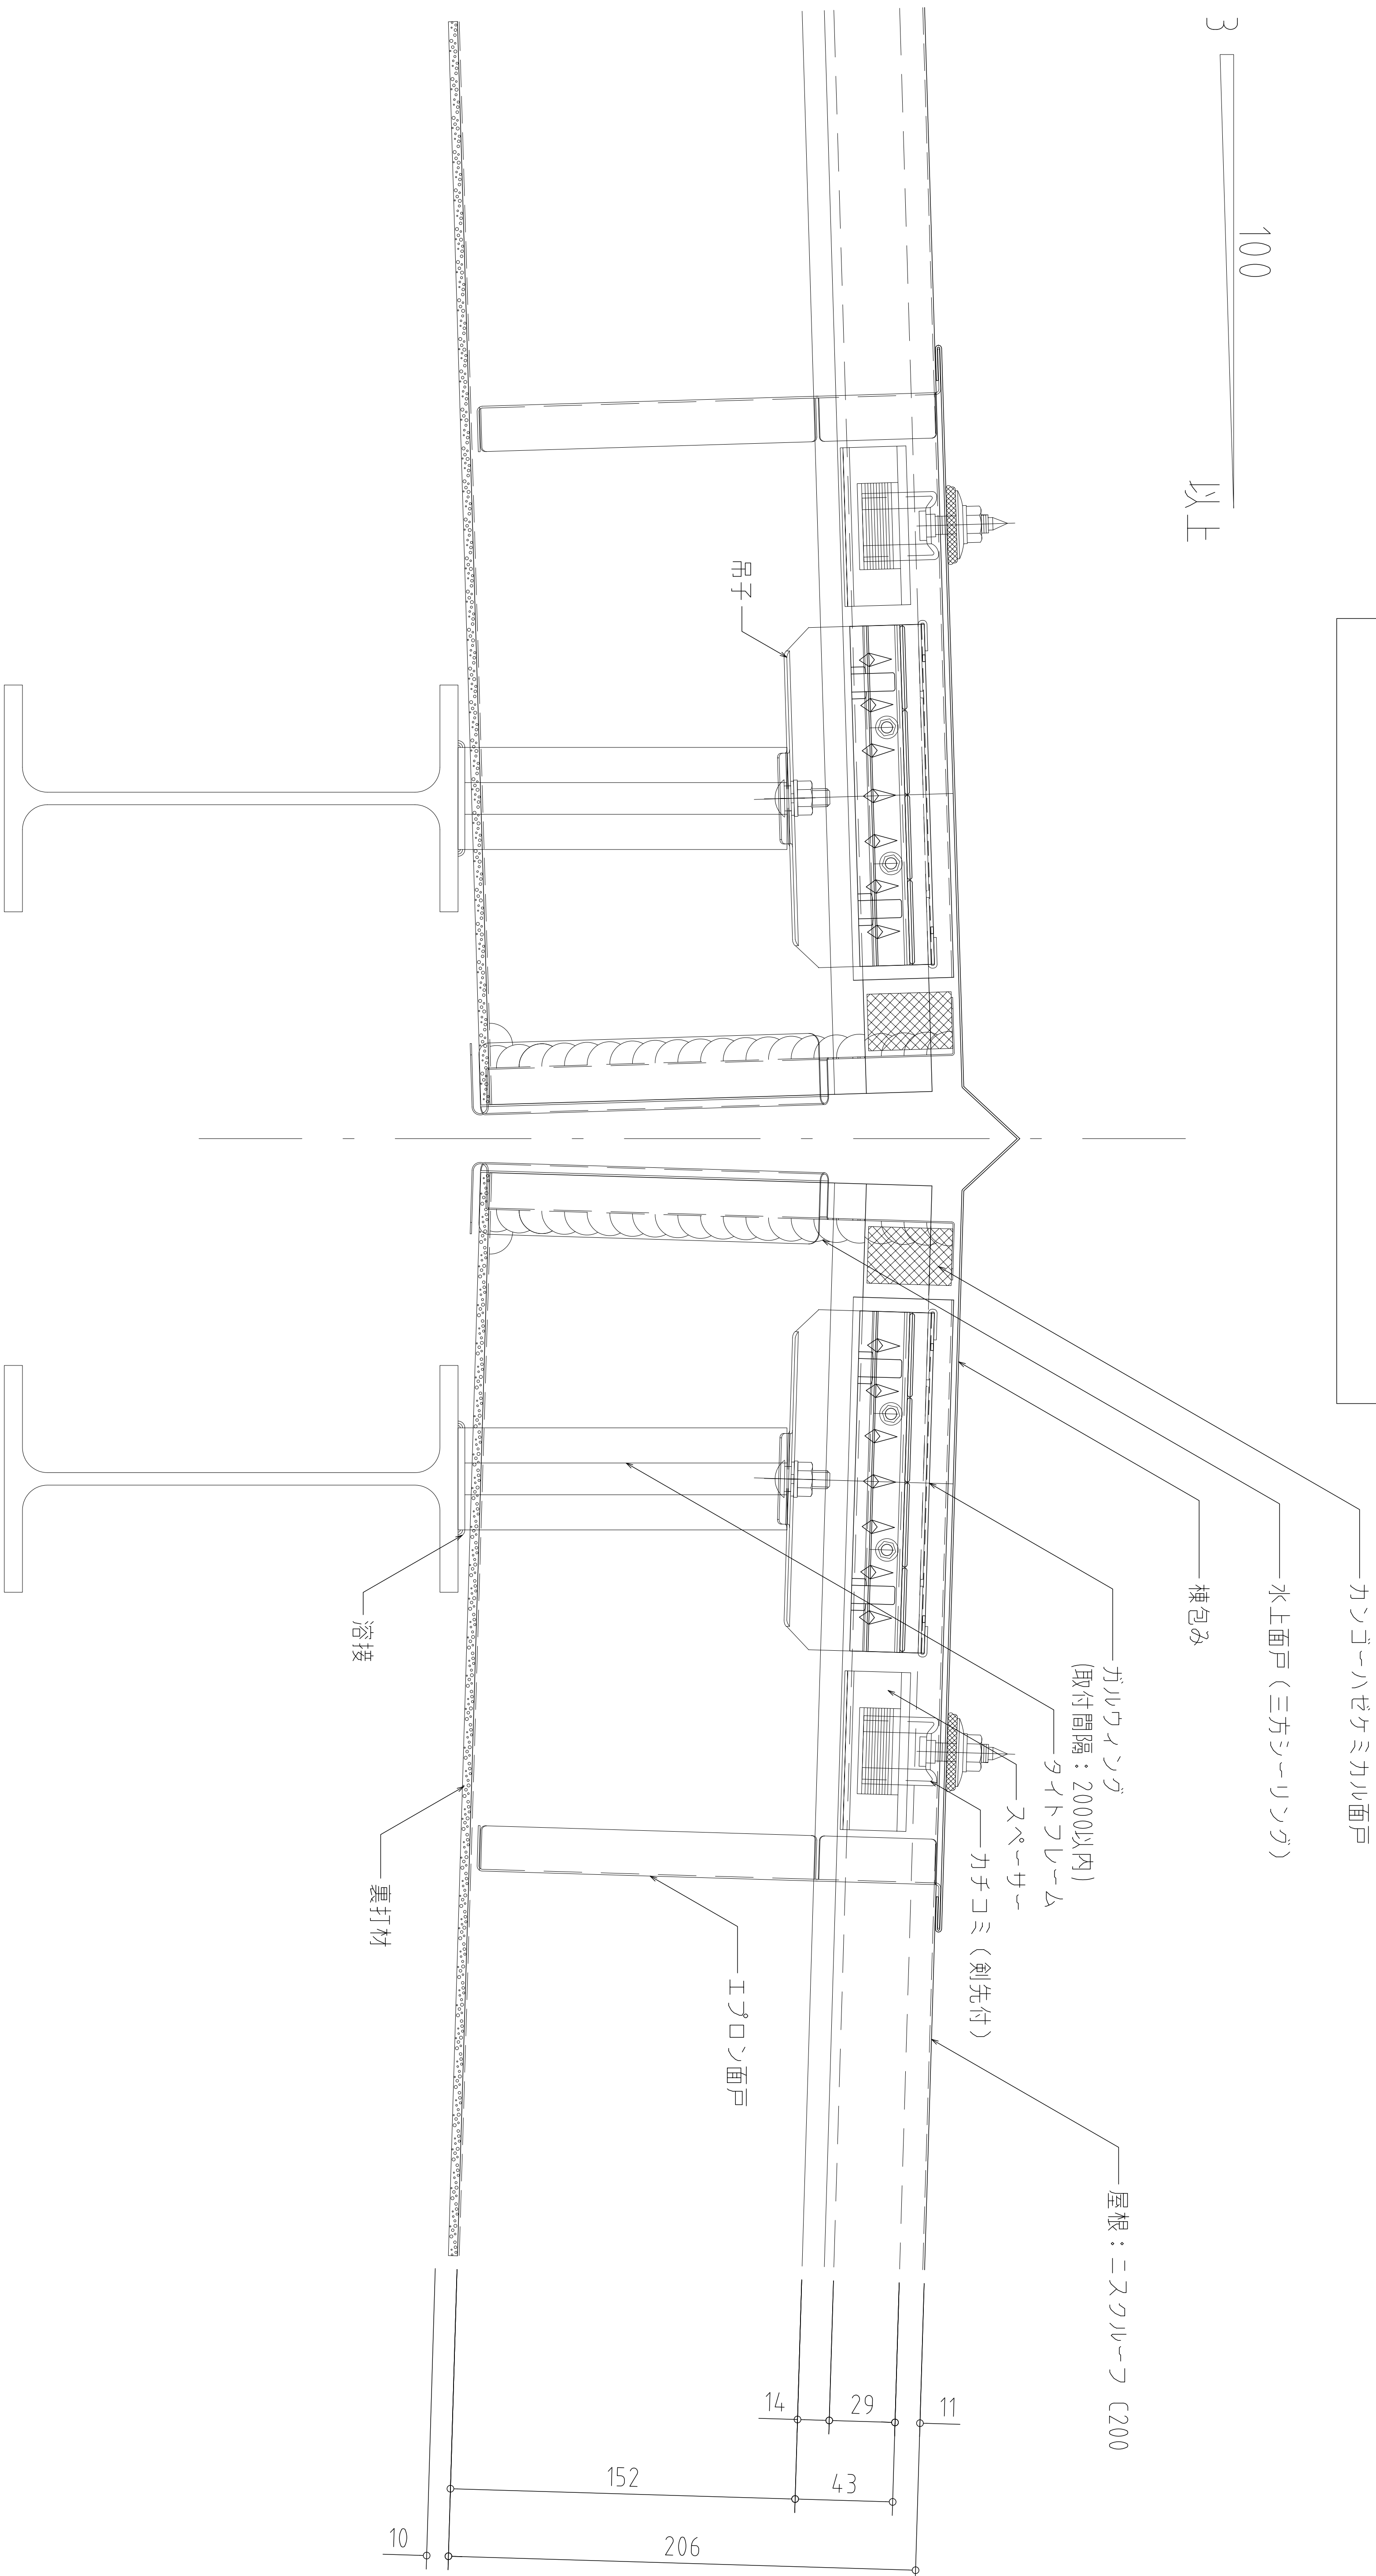 3
100
以上
カンゴーハゼケミカル面戸
水上面戸（三方シーリング）
棟包み
ガルウィング
(取付間隔：2000以内)
タイトフレーム
スペーサー
カチコミ（剣先付）
屋根：ニスクルーフ C200
吊子
溶接
裏打材
エプロン面戸
14
29
11
152
43
10
206